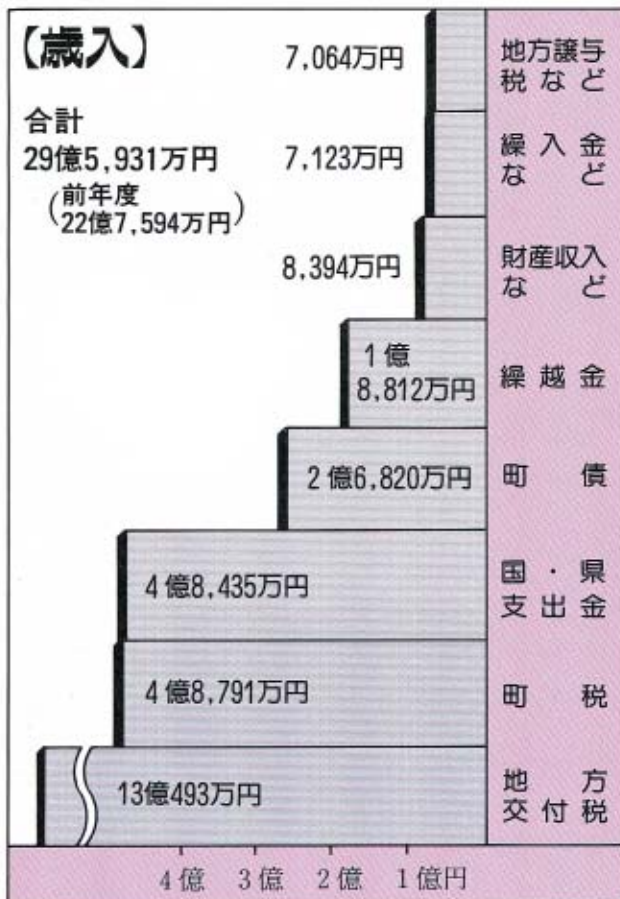 【歳入】
合計
29億5,931万円
(前年度
22億7,594万円)
7,064万円
地方譲与
税など
7,123万円
繰入金
など
8,394万円
財産収入
など
1億
8,812万円
繰越金
2億6,820万円
町債
4億8,435万円
国・県
支出金
4億8,791万円
町税
13億493万円
地方
交付税
4億 3億 2億 1億円